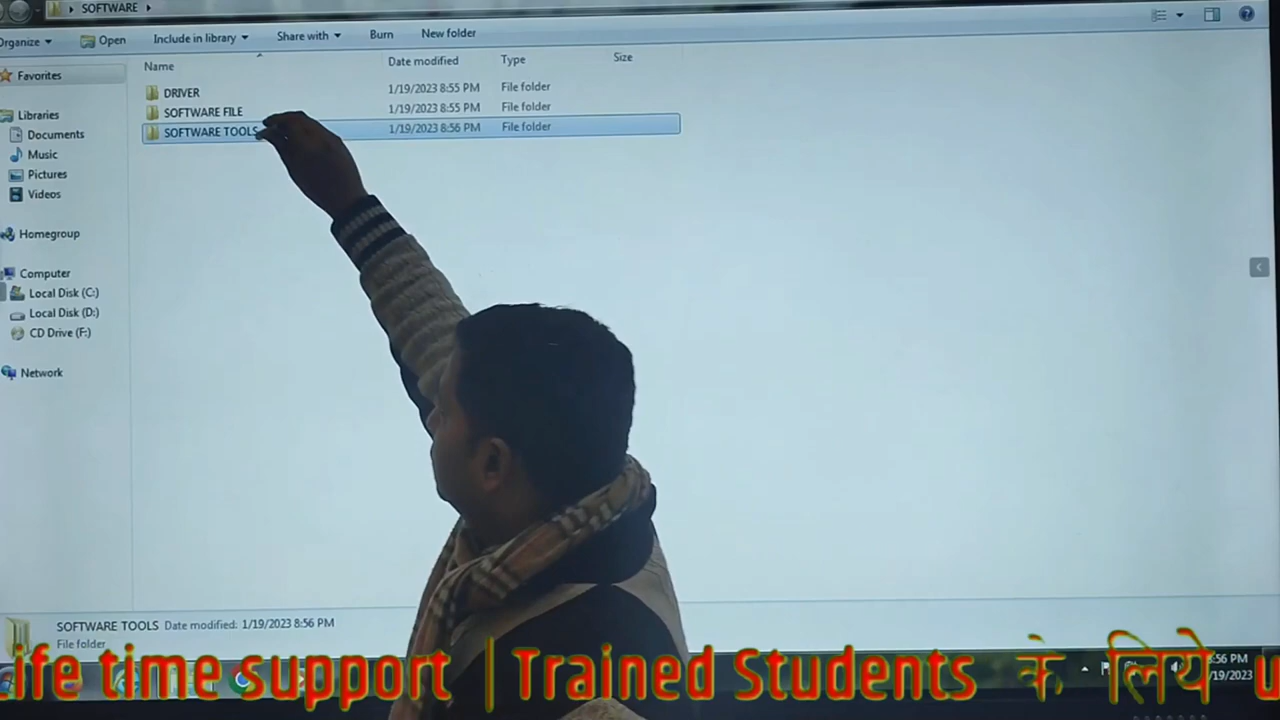 SOFTWARE
Organize Open Include in library Share with Burn New folder
Name Date modified Type Size
Favorites
DRIVER 1/19/2023 8:55 PM File folder
SOFTWARE FILE 1/19/2023 8:55 PM File folder
SOFTWARE TOOLS 1/19/2023 8:56 PM File folder
Libraries
Documents
Music
Pictures
Videos
Homegroup
Computer
Local Disk (C:)
Local Disk (D:)
CD Drive (F:)
Network
SOFTWARE TOOLS Date modified: 1/19/2023 8:56 PM
File folder
ife time support | Trained Students के लिये u
:56 PM
/19/2023